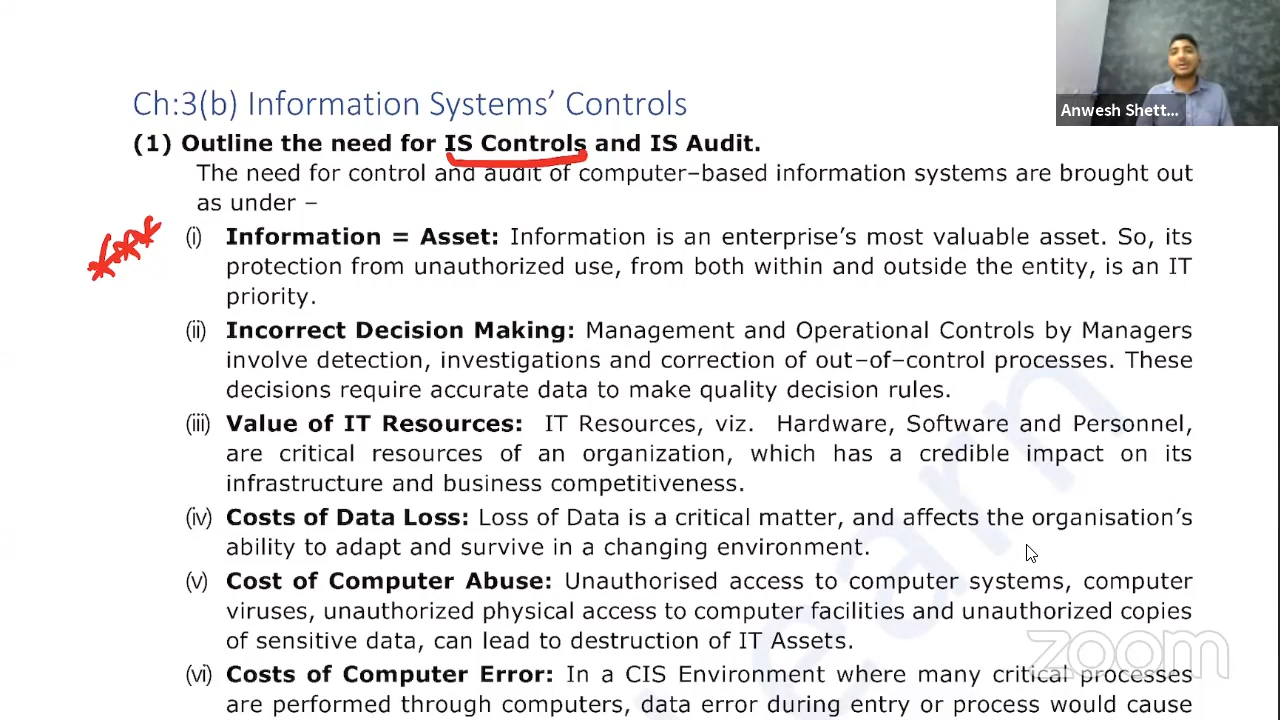 Anwesh Shett...
Ch:3(b) Information Systems' Controls
(1) Outline the need for IS Controls and IS Audit.
The need for control and audit of computer–based information systems are brought out
as under –
(i) Information = Asset: Information is an enterprise's most valuable asset. So, its
protection from unauthorized use, from both within and outside the entity, is an IT
priority.
(ii) Incorrect Decision Making: Management and Operational Controls by Managers
involve detection, investigations and correction of out–of–control processes. These
decisions require accurate data to make quality decision rules.
(iii) Value of IT Resources: IT Resources, viz. Hardware, Software and Personnel,
are critical resources of an organization, which has a credible impact on its
infrastructure and business competitiveness.
(iv) Costs of Data Loss: Loss of Data is a critical matter, and affects the organisation's
ability to adapt and survive in a changing environment.
(v) Cost of Computer Abuse: Unauthorised access to computer systems, computer
viruses, unauthorized physical access to computer facilities and unauthorized copies
of sensitive data, can lead to destruction of IT Assets.
(vi) Costs of Computer Error: In a CIS Environment where many critical processes
are performed through computers, data error during entry or process would cause
zoom